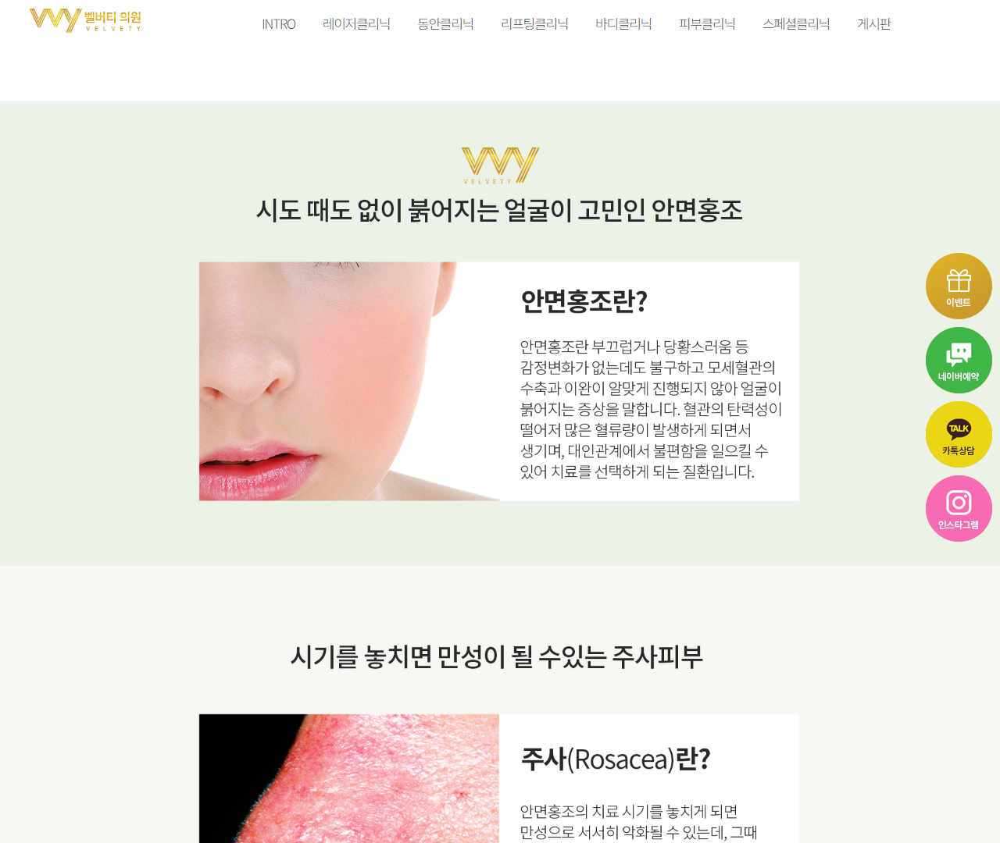 벨버티 의원
VELVETY
INTRO
레이저클리닉
동안클리닉
리프팅클리닉
바디클리닉
피부클리닉
스페셜클리닉
게시판
VELVETY
시도 때도 없이 붉어지는 얼굴이 고민인 안면홍조
안면홍조란?
안면홍조란 부끄럽거나 당황스러움 등
감정변화가 없는데도 불구하고 모세혈관의
수축과 이완이 알맞게 진행되지 않아 얼굴이
붉어지는 증상을 말합니다. 혈관의 탄력성이
떨어저 많은 혈류량이 발생하게 되면서
생기며, 대인관계에서 불편함을 일으킬 수
있어 치료를 선택하게 되는 질환입니다.
이벤트
네이버예약
TALK
카톡상담
인스타그램
시기를 놓치면 만성이 될 수있는 주사피부
주사(Rosacea)란?
안면홍조의 치료 시기를 놓치게 되면
만성으로 서서히 악화될 수 있는데, 그때